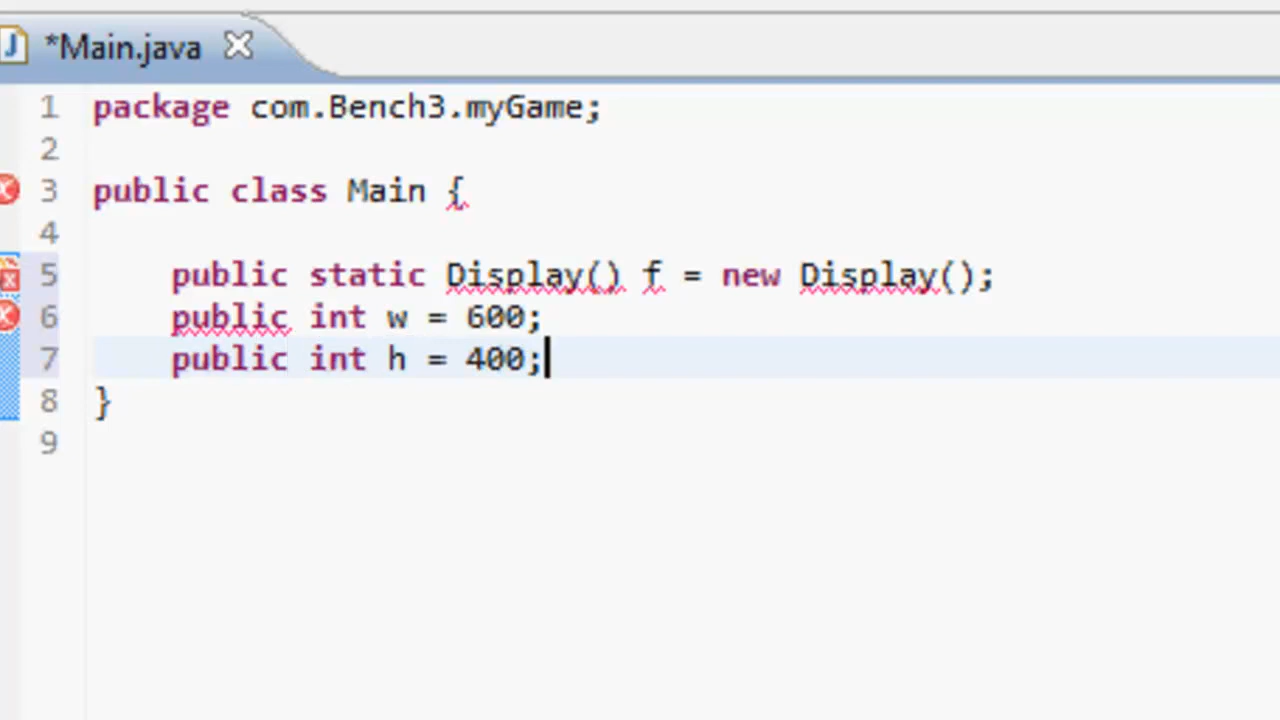 *Main.java
1 package com.Bench3.myGame;
2
3 public class Main {
4
5 public static Display() f = new Display();
6 public int w = 600;
7 public int h = 400;
8 }
9